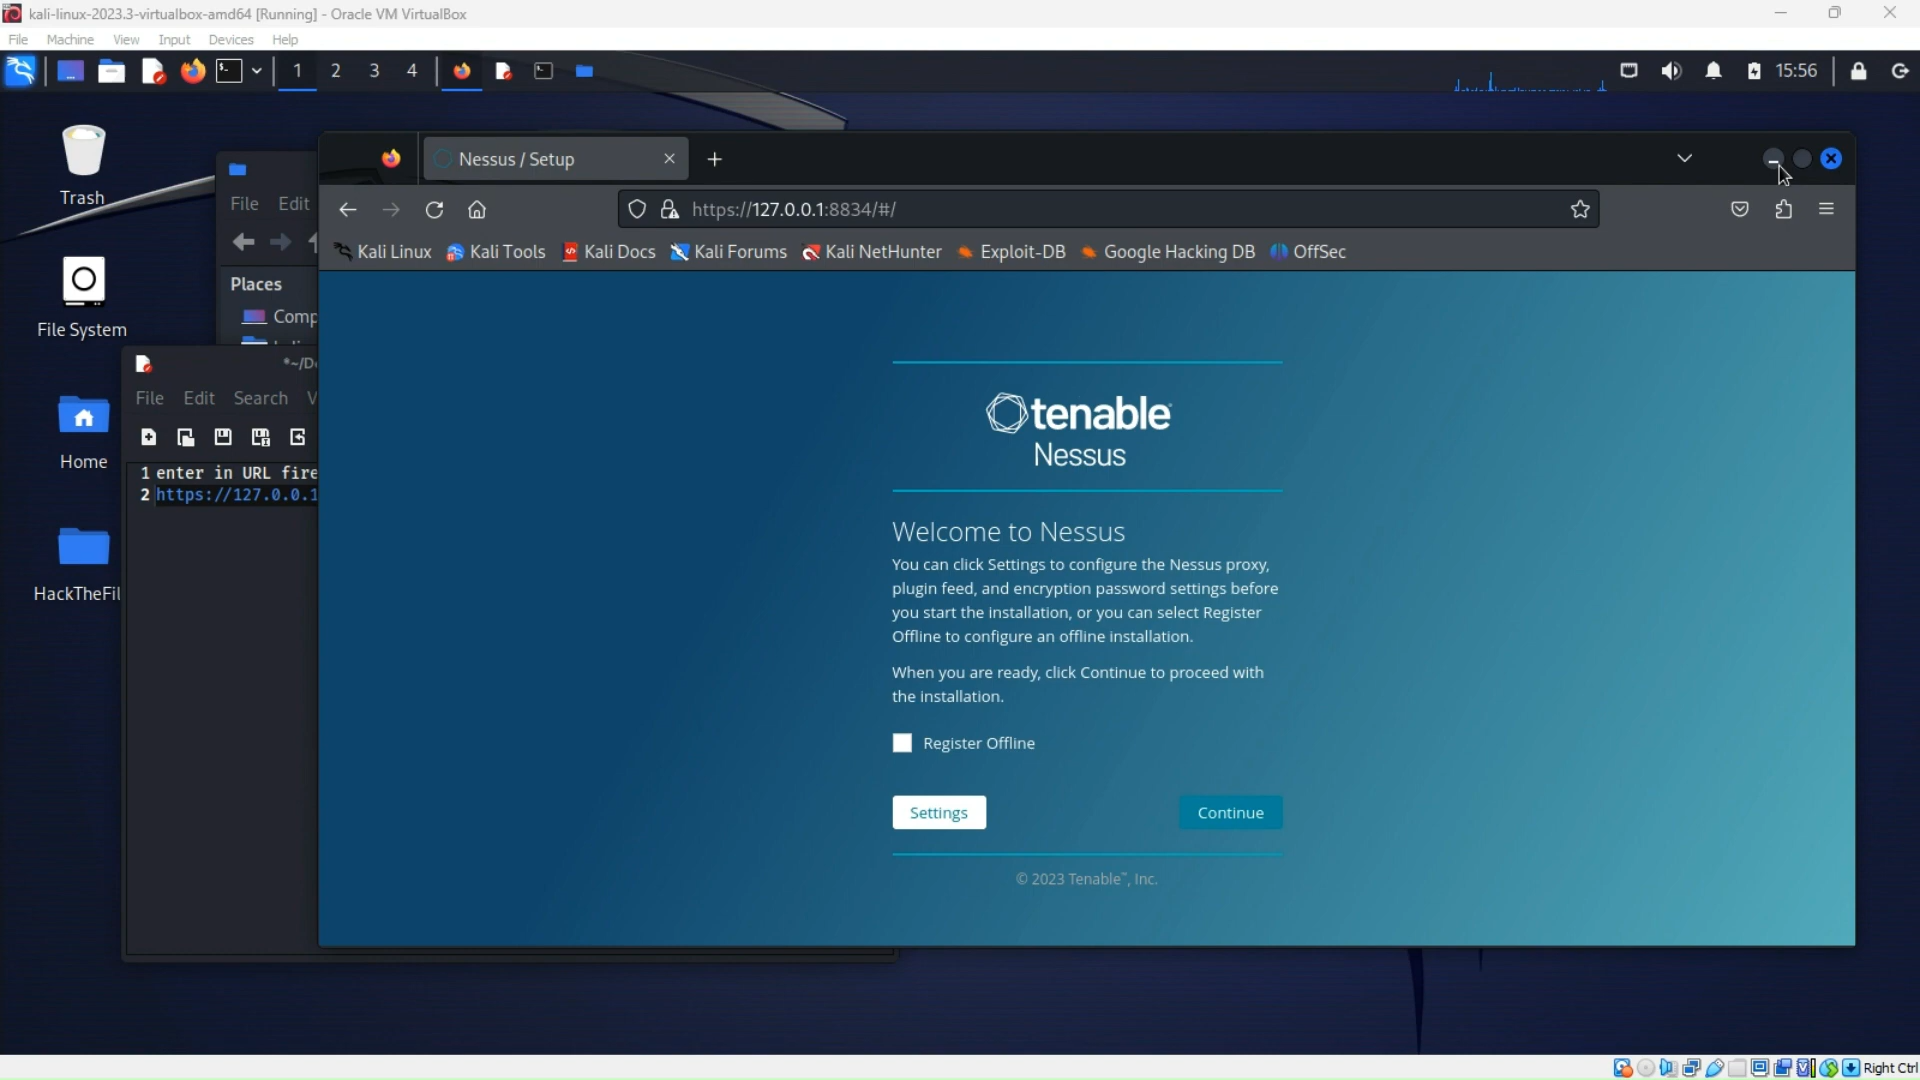 kali-linux-2023.3-virtualbox-amd64 [Running] - Oracle VM VirtualBox
File Machine View Input Devices Help
1 2 3 4
15:56
Trash
File System
Home
HackTheFil
File Edit
Places
Comp
*~/D
File Edit Search V
1 enter in URL fire
2 https://127.0.0.1
Nessus / Setup
https://127.0.0.1:8834/#/
Kali Linux Kali Tools Kali Docs Kali Forums Kali NetHunter Exploit-DB Google Hacking DB OffSec
tenable
Nessus
Welcome to Nessus
You can click Settings to configure the Nessus proxy,
plugin feed, and encryption password settings before
you start the installation, or you can select Register
Offline to configure an offline installation.
When you are ready, click Continue to proceed with
the installation.
Register Offline
Settings Continue
© 2023 Tenable™, Inc.
Right Ctrl